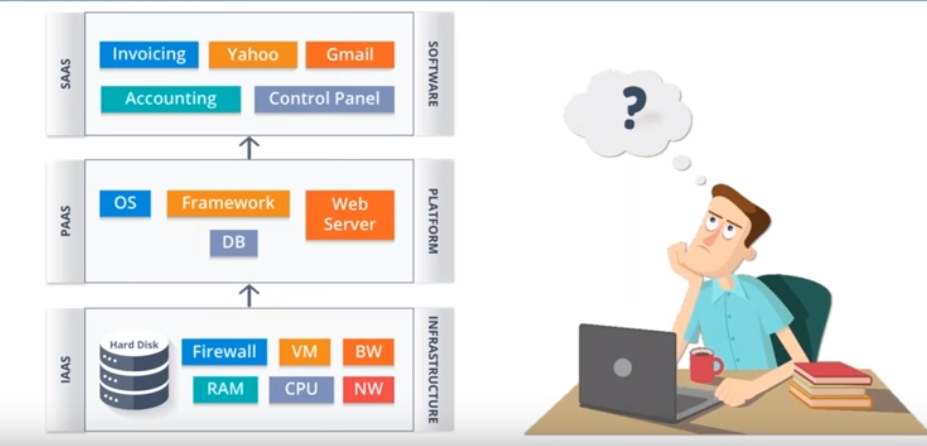 SAAS
Invoicing Yahoo Gmail
Accounting Control Panel
SOFTWARE
PAAS
OS Framework Web
Server
DB
PLATFORM
IAAS
Hard Disk
Firewall VM BW
RAM CPU NW
INFRASTRUCTURE
?